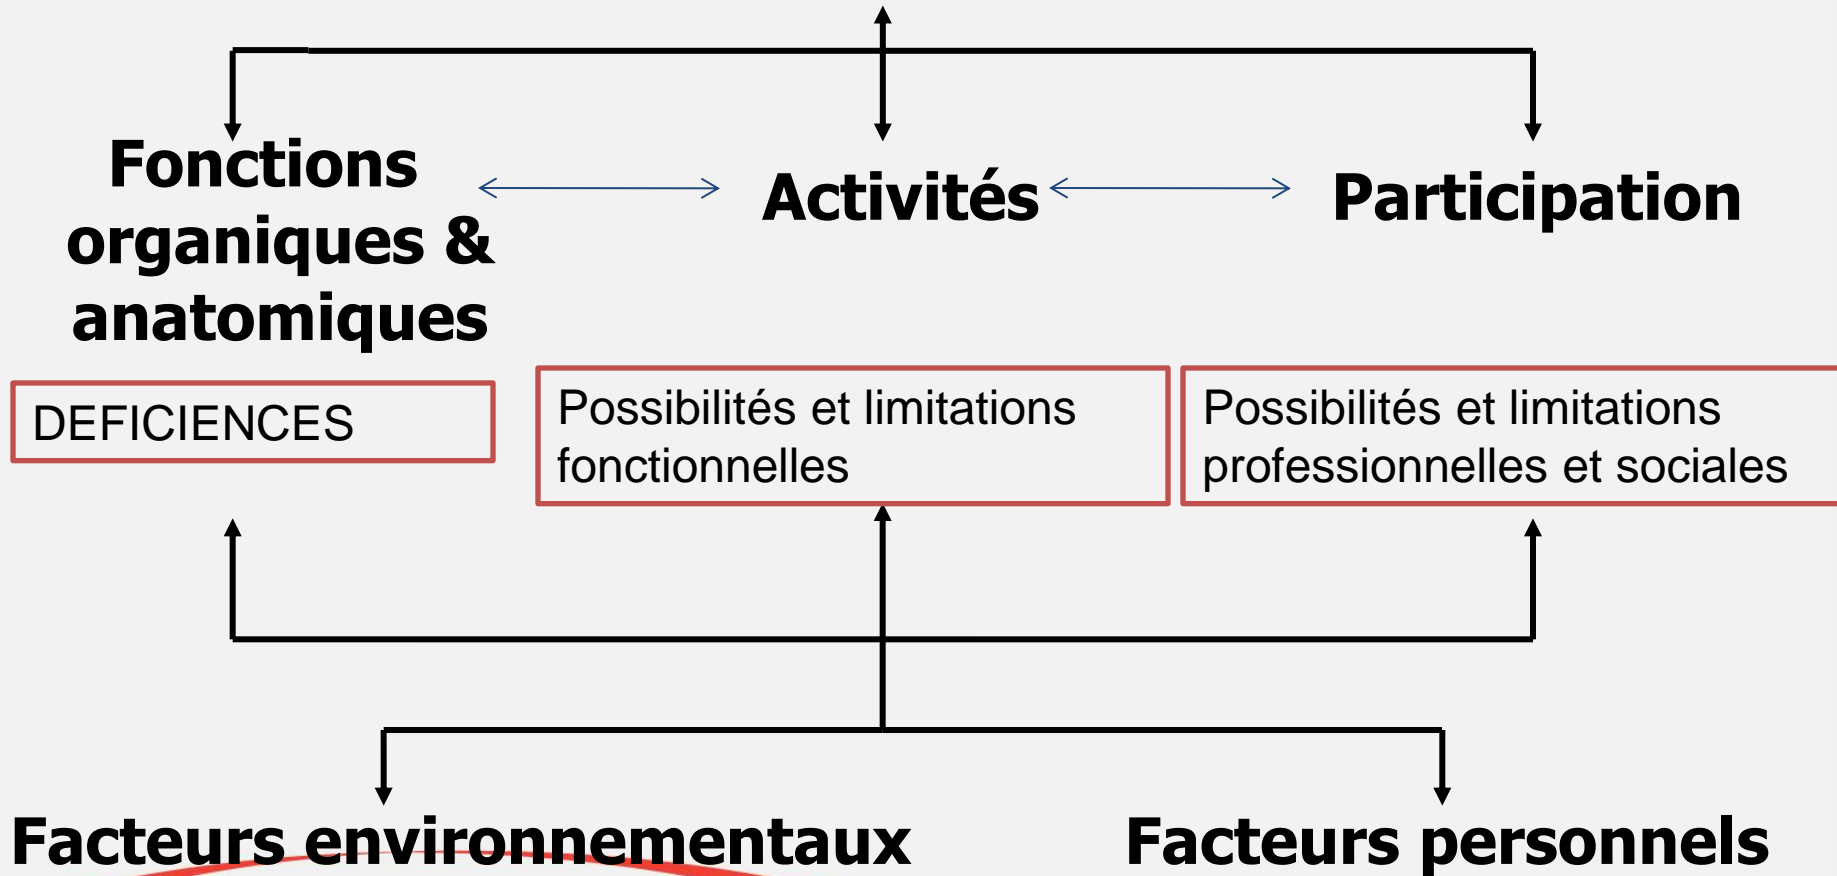 Fonctions
organiques &
anatomiques
Activités
Participation
DEFICIENCES
Possibilités et limitations
fonctionnelles
Possibilités et limitations
professionnelles et sociales
Facteurs environnementaux
Facteurs personnels